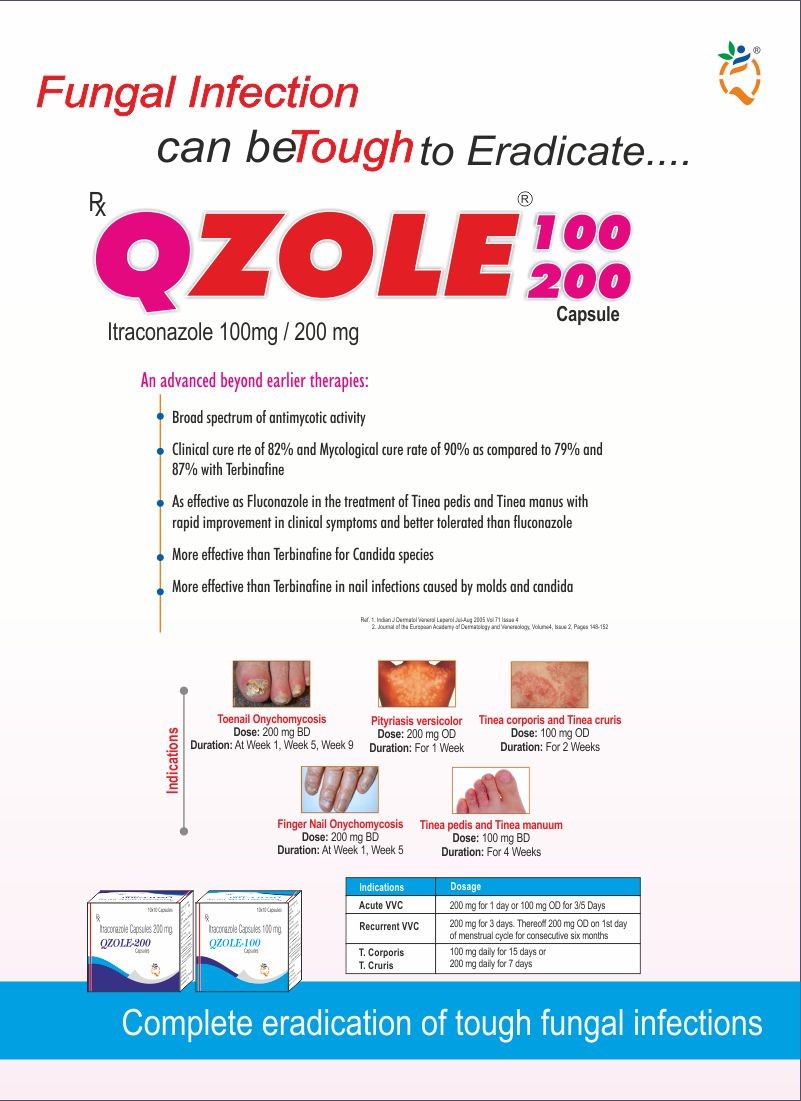 ®
Fungal Infection
can be Tough to Eradicate....
Rx
QZOLE® 100
200
Capsule
Itraconazole 100mg / 200 mg
An advanced beyond earlier therapies:
Broad spectrum of antimycotic activity
Clinical cure rte of 82% and Mycological cure rate of 90% as compared to 79% and
87% with Terbinafine
As effective as Fluconazole in the treatment of Tinea pedis and Tinea manus with
rapid improvement in clinical symptoms and better tolerated than fluconazole
More effective than Terbinafine for Candida species
More effective than Terbinafine in nail infections caused by molds and candida
Ref. 1. Indian J Dermatol Venerol Leperol Jul-Aug 2005 Vol 71 Issue 4
2. Journal of the European Academy of Dermatology and Venereology, Volume4, Issue 2, Pages 148-152
Indications
Toenail Onychomycosis
Dose: 200 mg BD
Duration: At Week 1, Week 5, Week 9
Pityriasis versicolor
Dose: 200 mg OD
Duration: For 1 Week
Tinea corporis and Tinea cruris
Dose: 100 mg OD
Duration: For 2 Weeks
Finger Nail Onychomycosis
Dose: 200 mg BD
Duration: At Week 1, Week 5
Tinea pedis and Tinea manuum
Dose: 100 mg BD
Duration: For 4 Weeks
Indications Dosage
Acute VVC 200 mg for 1 day or 100 mg OD for 3/5 Days
Recurrent VVC 200 mg for 3 days. Thereoff 200 mg OD on 1st day
of menstrual cycle for consecutive six months
T. Corporis 100 mg daily for 15 days or
T. Cruris 200 mg daily for 7 days
10x10 Capsules
Rx
Itraconazole Capsules 200 mg.
QZOLE-200
Capsules
10x10 Capsules
Rx
Itraconazole Capsules 100 mg.
QZOLE-100
Capsules
Complete eradication of tough fungal infections